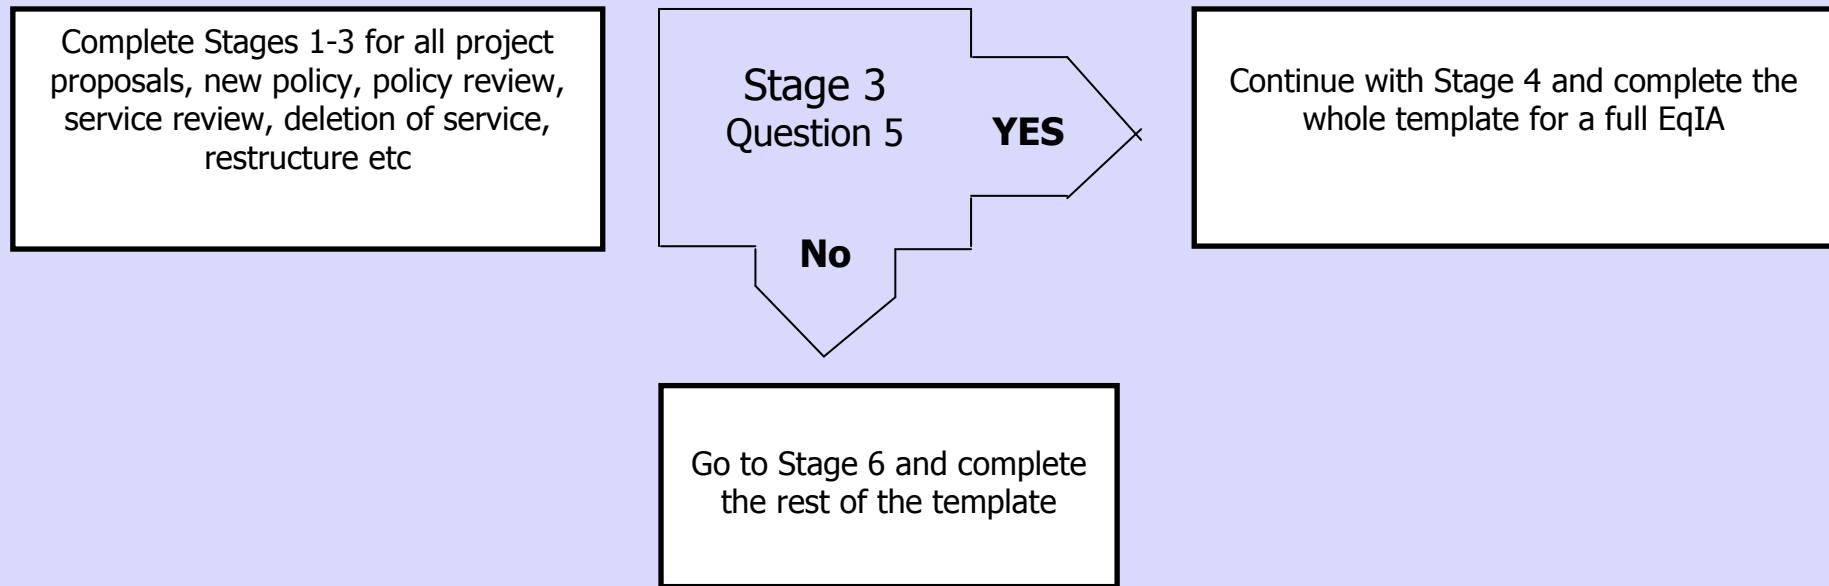 Complete Stages 1-3 for all project
proposals, new policy, policy review,
service review, deletion of service,
restructure etc
Stage 3
Question 5
YES
No
Continue with Stage 4 and complete the
whole template for a full EqIA
Go to Stage 6 and complete
the rest of the template